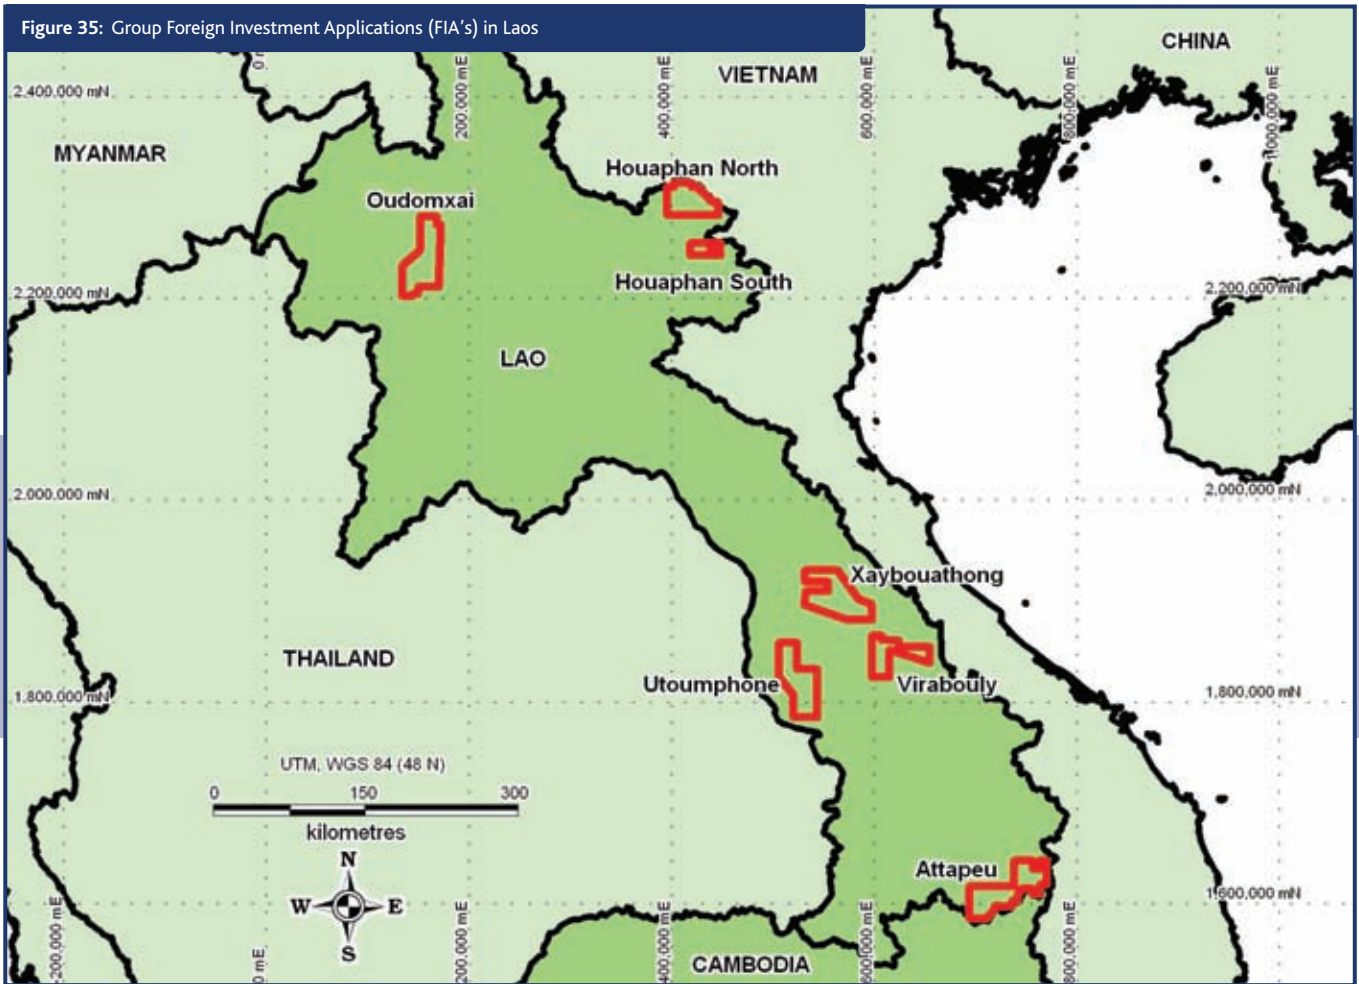 Figure 35: Group Foreign Investment Applications (FIA's) in Laos
CHINA
VIETNAM
0 m
200,000 mE
400,000 mE
600,000 mE
800,000 mE
1,000,000 mE
2,400,000 mN
MYANMAR
Houaphan North
Oudomxai
Houaphan South
2,200,000 mN
2,200,000 mN
LAO
2,000,000 mN
2,000,000 mN
Xaybouathong
THAILAND
Utoumphone
Virabouly
1,800,000 mN
1,800,000 mN
UTM, WGS 84 (48 N)
0 150 300
kilometres
N
W E
S
Attapeu
1,600,000 mN
-200,000 mE
0 mE
200,000 mE
400,000 mE
600,000 mE
800,000 mE
CAMBODIA